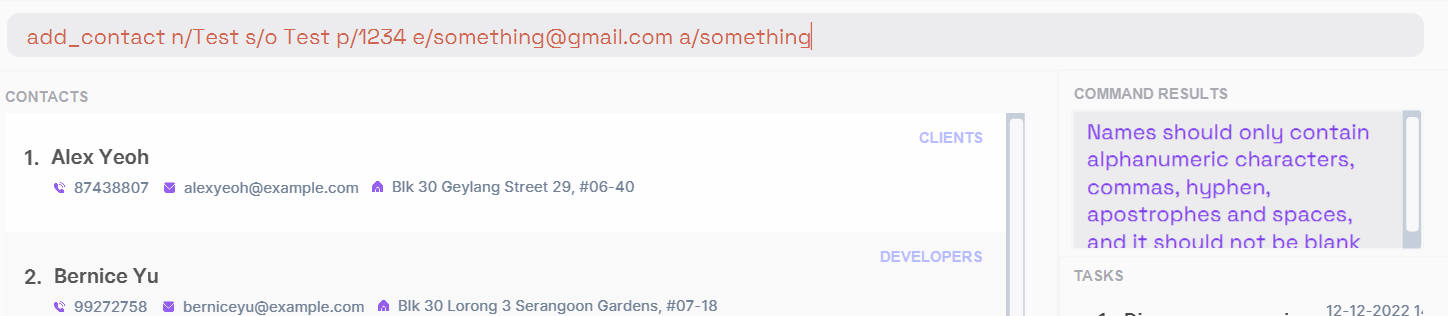 add_contact n/Test s/o Test p/1234 e/something@gmail.com a/something
CONTACTS
CLIENTS
1. Alex Yeoh
87438807 alexyeoh@example.com Blk 30 Geylang Street 29, #06-40
DEVELOPERS
2. Bernice Yu
99272758 berniceyu@example.com Blk 30 Lorong 3 Serangoon Gardens, #07-18
COMMAND RESULTS
Names should only contain
alphanumeric characters,
commas, hyphen,
apostrophes and spaces,
and it should not be blank
TASKS
12-12-2022